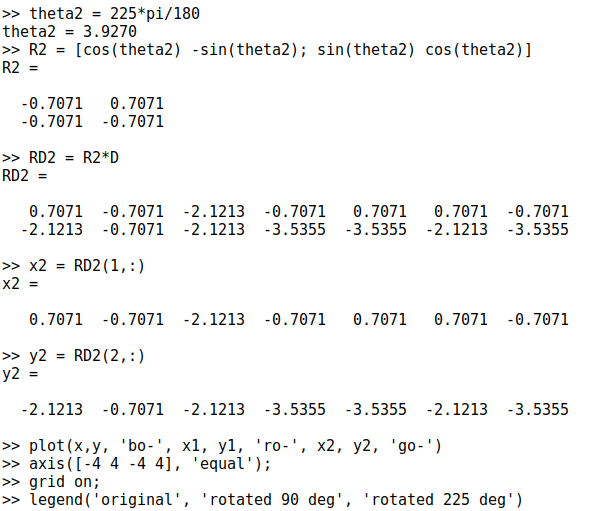 >> theta2 = 225*pi/180
theta2 = 3.9270
>> R2 = [cos(theta2) -sin(theta2); sin(theta2) cos(theta2)]
R2 =
-0.7071 0.7071
-0.7071 -0.7071
>> RD2 = R2*D
RD2 =
0.7071 -0.7071 -2.1213 -0.7071 0.7071 0.7071 -0.7071
-2.1213 -0.7071 -2.1213 -3.5355 -3.5355 -2.1213 -3.5355
>> x2 = RD2(1,:)
x2 =
0.7071 -0.7071 -2.1213 -0.7071 0.7071 0.7071 -0.7071
>> y2 = RD2(2,:)
y2 =
-2.1213 -0.7071 -2.1213 -3.5355 -3.5355 -2.1213 -3.5355
>> plot(x,y, 'bo-', x1, y1, 'ro-', x2, y2, 'go-')
>> axis([-4 4 -4 4], 'equal');
>> grid on;
>> legend('original', 'rotated 90 deg', 'rotated 225 deg')